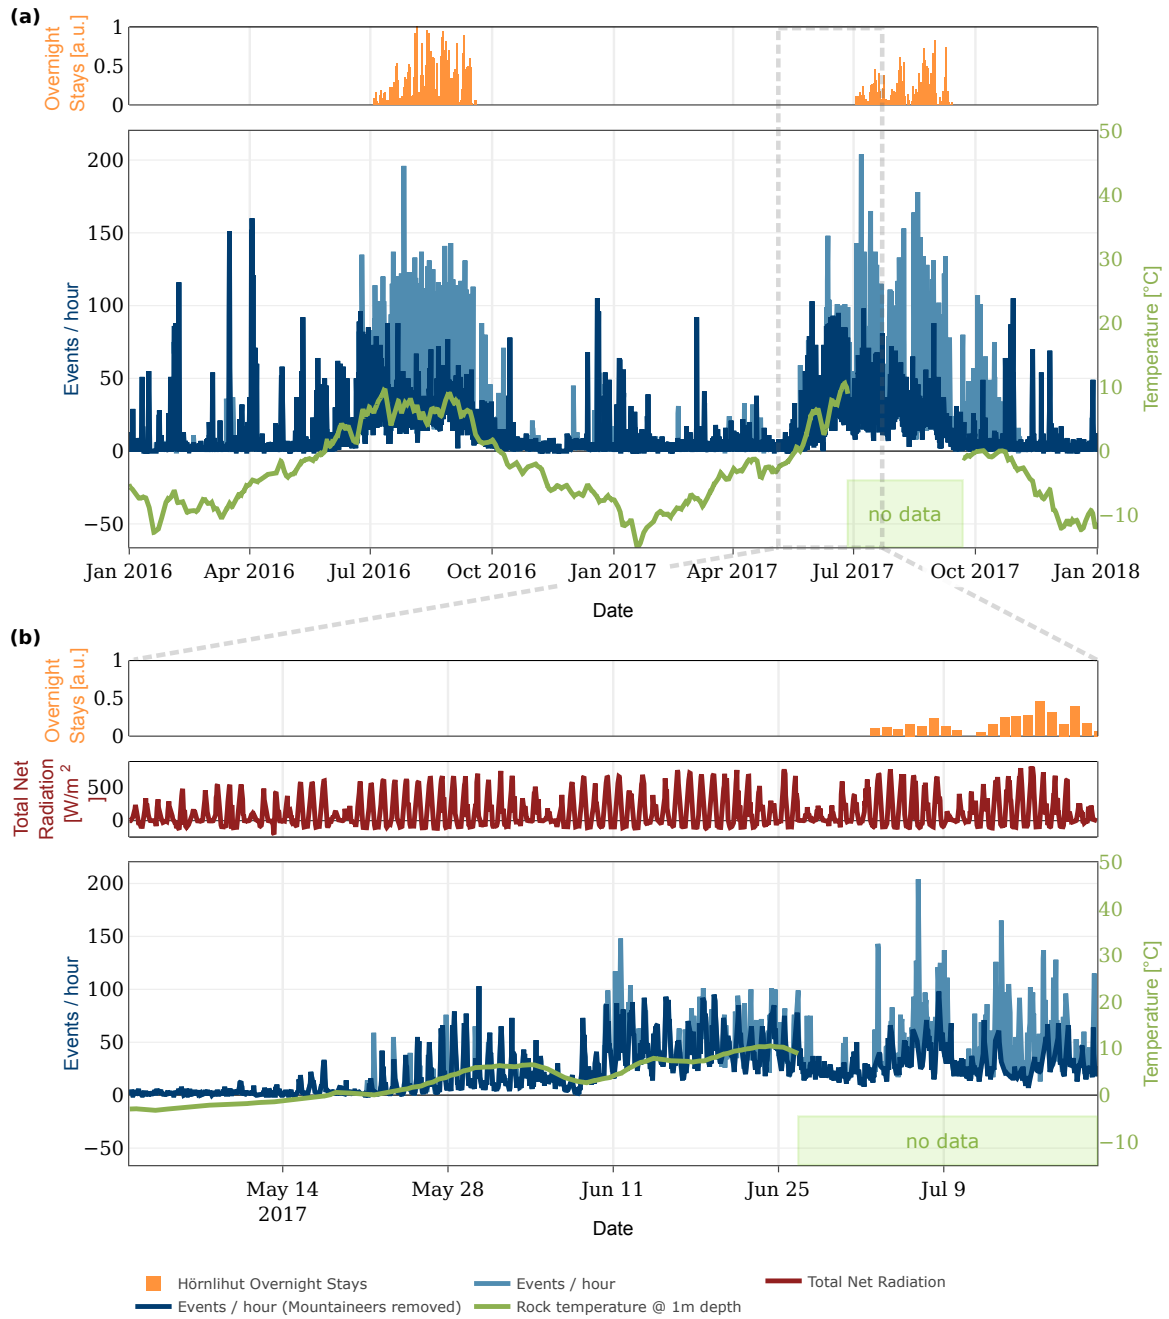 (a)
Overnight
Stays [a.u.]
1
0.5
0
Events / hour
200
150
100
50
0
−50
50
40
30
20
10
0
−10
Temperature [°C]
no data
Jan 2016 Apr 2016 Jul 2016 Oct 2016 Jan 2017 Apr 2017 Jul 2017 Oct 2017 Jan 2018
Date
(b)
Overnight
Stays [a.u.]
1
0.5
0
Total Net
Radiation
[W/m 2
]
500
0
Events / hour
200
150
100
50
0
−50
50
40
30
20
10
0
−10
Temperature [°C]
no data
May 14 May 28 Jun 11 Jun 25 Jul 9
2017
Date
Hörnlihut Overnight Stays Events / hour Total Net Radiation
Events / hour (Mountaineers removed) Rock temperature @ 1m depth